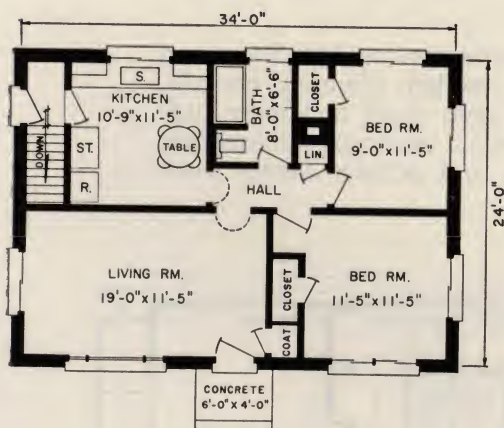 34'-0"
S.
KITCHEN
10'-9"x11'-5"
BATH
8'-0"x6'-6"
CLOSET
BED RM.
9'-0"x11'-5"
DOWN
ST.
TABLE
R.
LIN.
HALL
24'-0"
LIVING RM.
19'-0"x11'-5"
CLOSET
BED RM.
11'-5"x11'-5"
COAT
CONCRETE
6'-0"x4'-0"